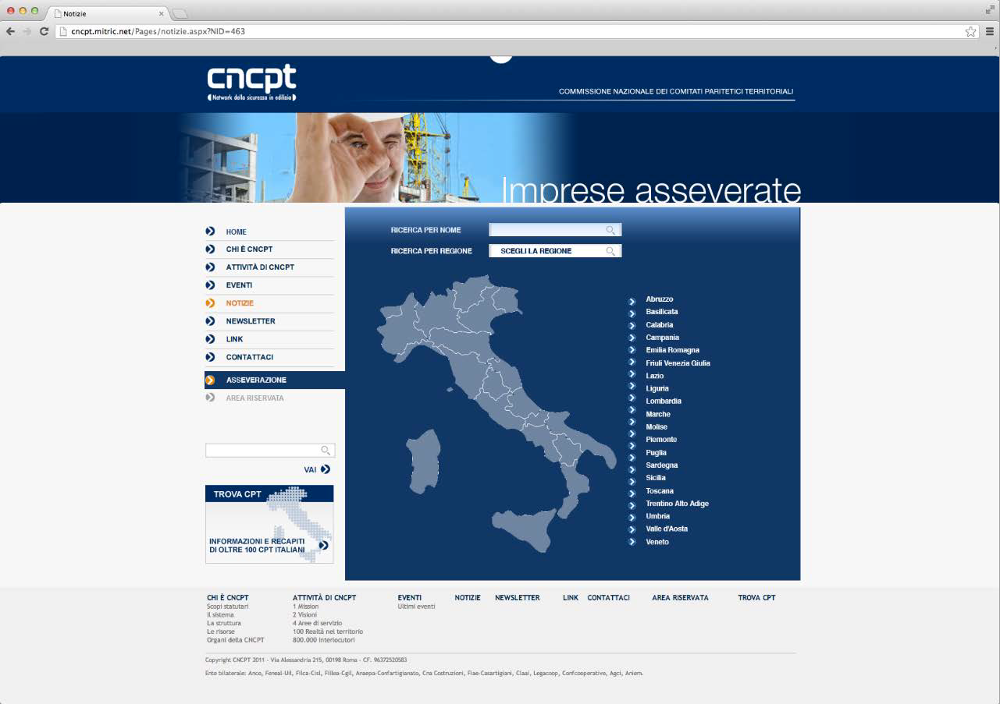 Notizie
cncpt.mitric.net/Pages/notizie.aspx?NID=463
cncpt
Network della sicurezza in edilizia
COMMISSIONE NAZIONALE DEI COMITATI PARITETICI TERRITORIALI
Imprese asseverate
HOME
CHI È CNCPT
ATTIVITÀ DI CNCPT
EVENTI
NOTIZIE
NEWSLETTER
LINK
CONTATTACI
ASSEVERAZIONE
AREA RISERVATA
VAI
TROVA CPT
INFORMAZIONI E RECAPITI
DI OLTRE 100 CPT ITALIANI
RICERCA PER NOME
RICERCA PER REGIONE SCEGLI LA REGIONE
Abruzzo
Basilicata
Calabria
Campania
Emilia Romagna
Friuli Venezia Giulia
Lazio
Liguria
Lombardia
Marche
Molise
Piemonte
Puglia
Sardegna
Sicilia
Toscana
Trentino Alto Adige
Umbria
Valle d'Aosta
Veneto
CHI È CNCPT
Scopi statutari
Il sistema
La struttura
Le risorse
Organi della CNCPT
ATTIVITÀ DI CNCPT
1 Mission
2 Visioni
4 Aree di servizio
100 Realtà nel territorio
800.000 Interlocutori
EVENTI
Ultimi eventi
NOTIZIE
NEWSLETTER
LINK
CONTATTACI
AREA RISERVATA
TROVA CPT
Copyright CNCPT 2011 - Via Alessandria 215, 00198 Roma - CF. 96372520583
Ente bilaterale: Ance, Feneal-Uil, Filca-Cisl, Fillea-Cgil, Anaepa-Confartigianato, Cna Costruzioni, Fiae-Casartigiani, Claai, Legacoop, Confcooperative, Agci, Aniem.